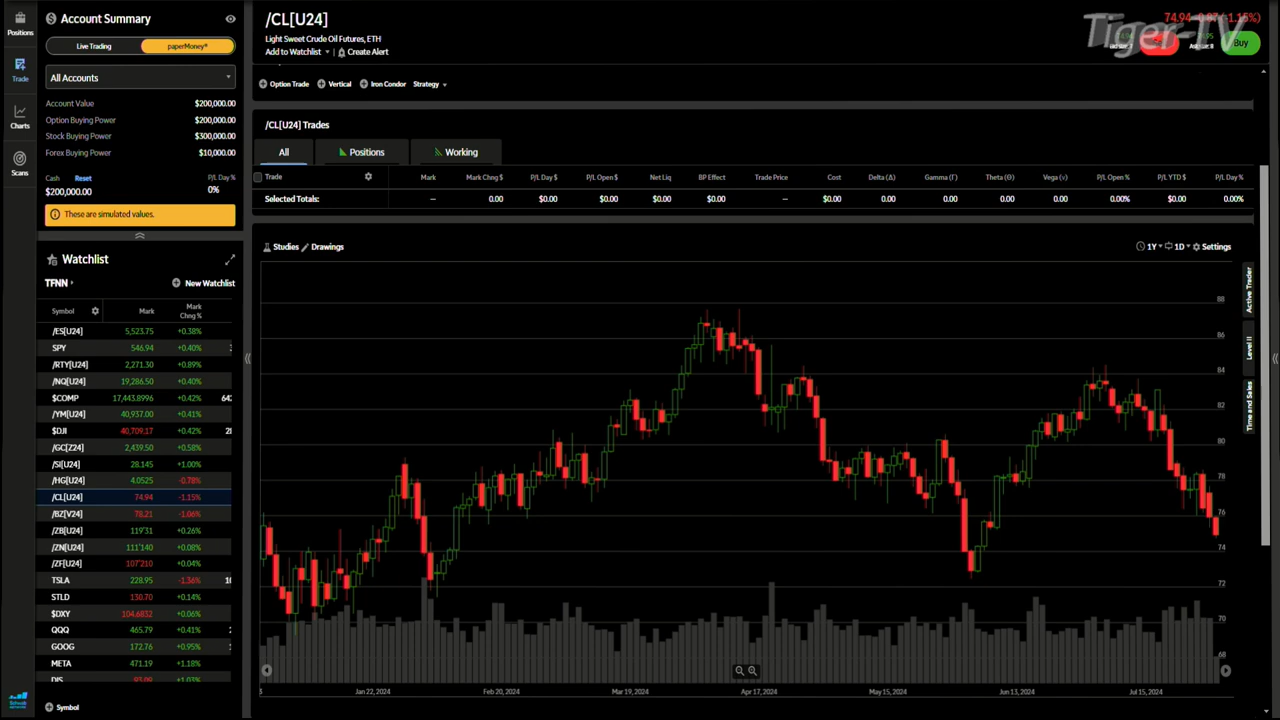 Positions
Trade
Charts
Scans
Account Summary
Live Trading
paperMoney®
All Accounts
Account Value $200,000.00
Option Buying Power $200,000.00
Stock Buying Power $300,000.00
Forex Buying Power $10,000.00
Cash Reset P/L Day %
$200,000.00 0%
These are simulated values.
Watchlist
TFNN
New Watchlist
Symbol Mark Mark Chng %
/ES[U24] 5,523.75 +0.38%
SPY 546.94 +0.40%
/RTY[U24] 2,271.30 +0.89%
/NQ[U24] 19,286.50 +0.40%
$COMP 17,443.8996 +0.42%
/YM[U24] 40,937.00 +0.41%
$DJI 40,709.17 +0.42%
/GC[Z24] 2,439.50 +0.58%
/SI[U24] 28.145 +1.00%
/HG[U24] 4.0525 -0.78%
/CL[U24] 74.94 -1.15%
/BZ[V24] 78.21 -1.06%
/ZB[U24] 119'31 +0.26%
/ZN[U24] 111'140 +0.08%
/ZF[U24] 107'210 +0.04%
TSLA 228.95 -1.36%
STLD 130.70 +0.14%
$DXY 104.6832 +0.06%
QQQ 465.79 +0.41%
GOOG 172.76 +0.95%
META 471.19 +1.18%
Symbol
/CL[U24]
Light Sweet Crude Oil Futures, ETH
Add to Watchlist
Create Alert
74.94 -0.87 (-1.15%)
Tiger-TV
Buy
Option Trade Vertical Iron Condor Strategy
/CL[U24] Trades
All Positions Working
Trade Mark Mark Chng $ P/L Day $ P/L Open $ Net Liq BP Effect Trade Price Cost Delta (Δ) Gamma (Γ) Theta (Θ) Vega (ν) P/L Open % P/L YTD $ P/L Day %
Selected Totals: -- 0.00 $0.00 $0.00 $0.00 $0.00 -- $0.00 0.00 0.00 0.00 0.00 0.00% $0.00 0.00%
Studies Drawings
1Y 1D Settings
Active Trader
Level II
Time and Sales
88
86
84
82
80
78
76
74
72
70
68
Jan 22, 2024 Feb 20, 2024 Mar 19, 2024 Apr 17, 2024 May 15, 2024 Jun 13, 2024 Jul 15, 2024